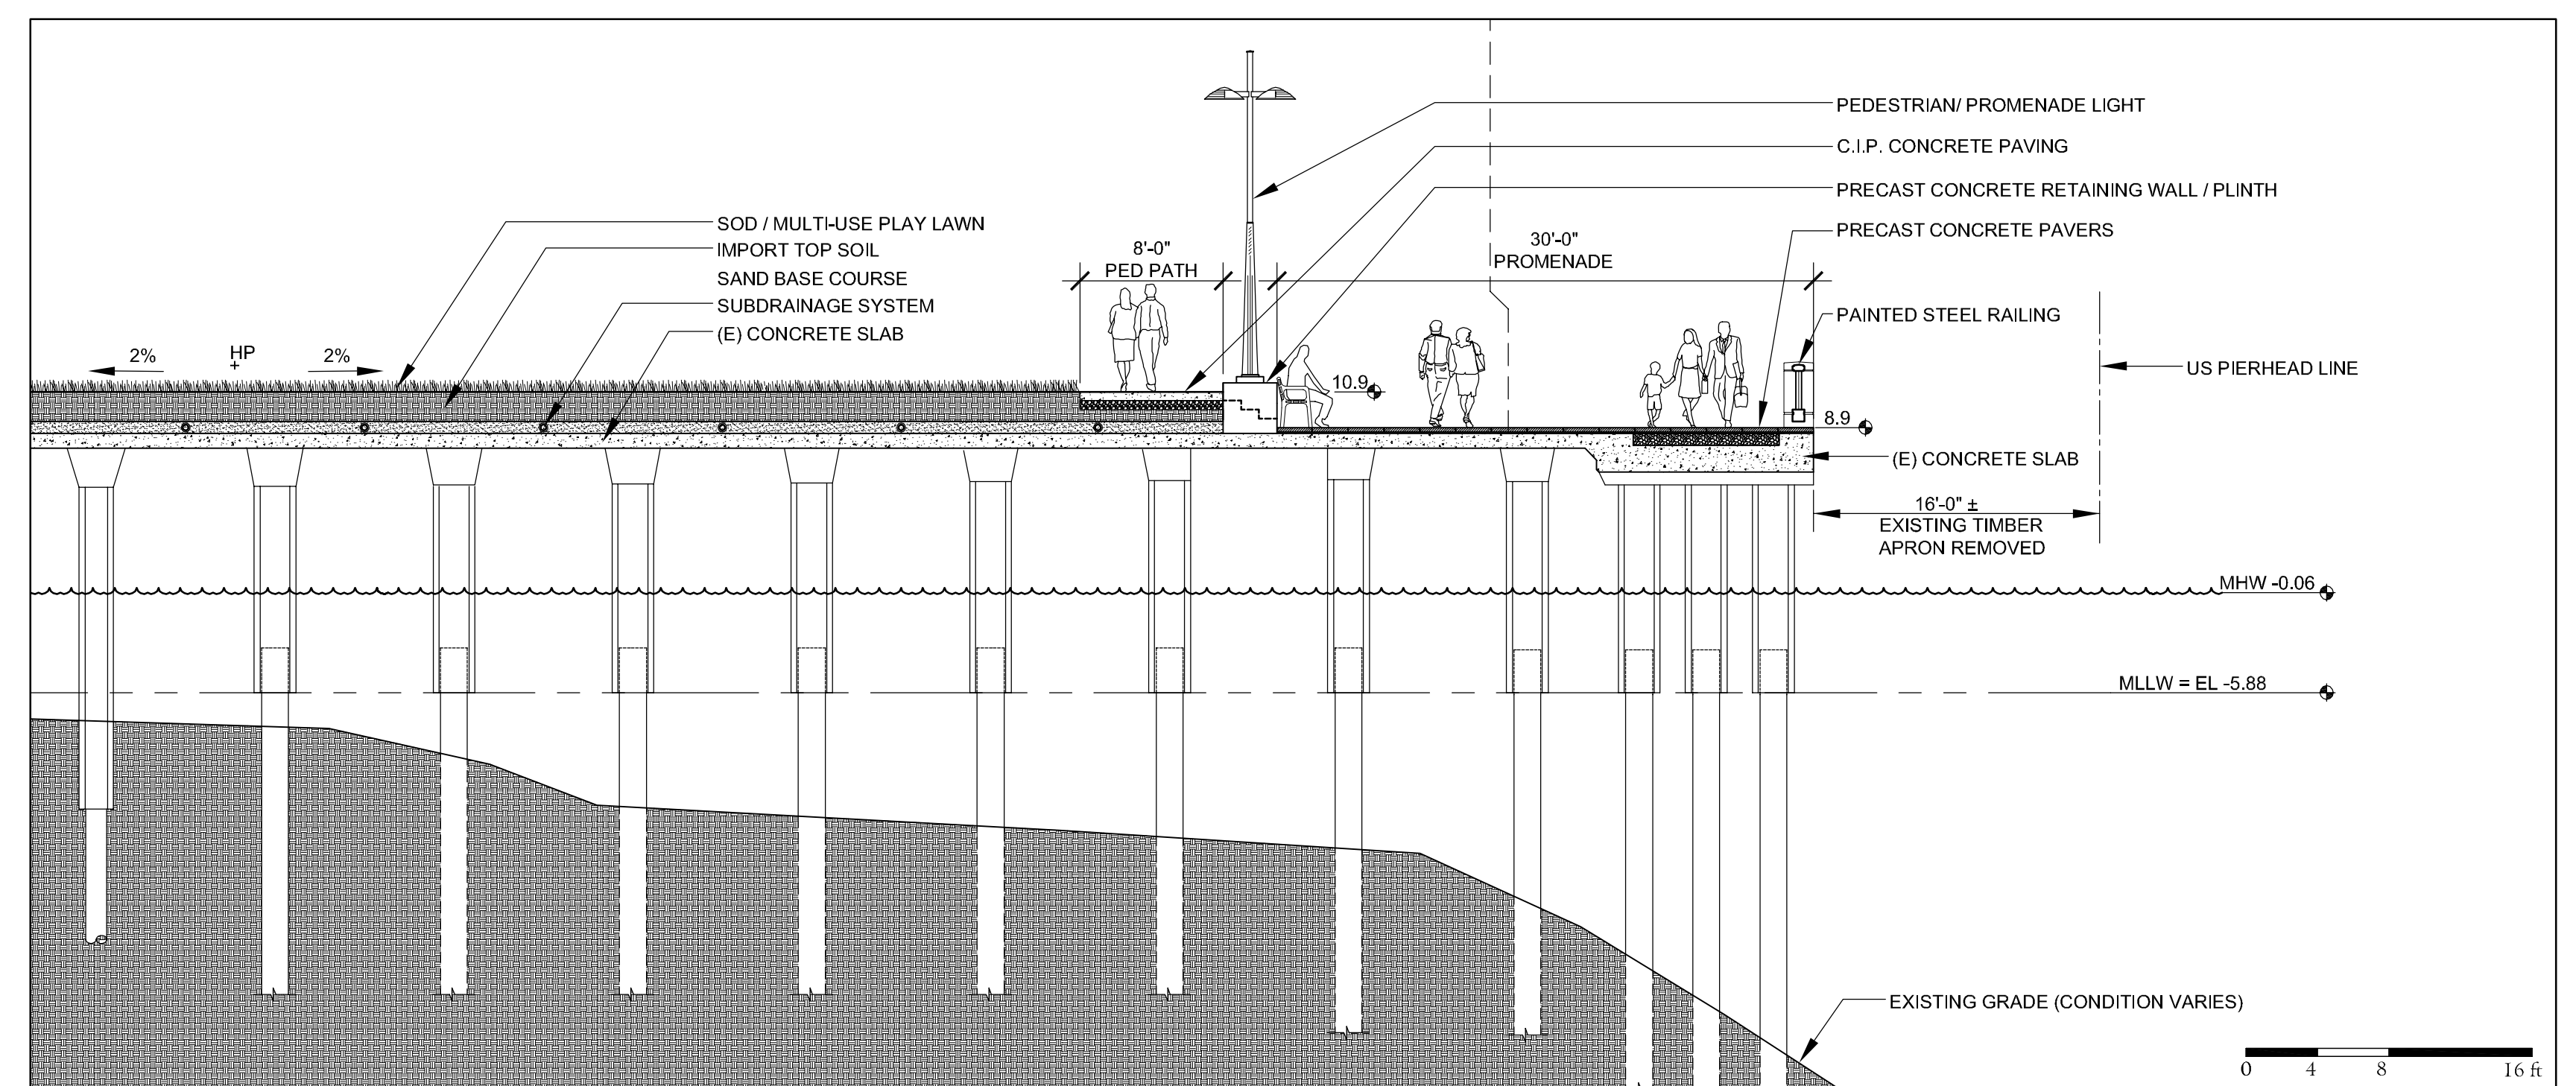 PEDESTRIAN/ PROMENADE LIGHT
C.I.P. CONCRETE PAVING
PRECAST CONCRETE RETAINING WALL / PLINTH
PRECAST CONCRETE PAVERS
PAINTED STEEL RAILING
US PIERHEAD LINE
SOD / MULTI-USE PLAY LAWN
IMPORT TOP SOIL
SAND BASE COURSE
SUBDRAINAGE SYSTEM
(E) CONCRETE SLAB
8'-0"
PED PATH
30'-0"
PROMENADE
2%
HP
2%
10.9
8.9
(E) CONCRETE SLAB
16'-0" ±
EXISTING TIMBER
APRON REMOVED
MHW -0.06
MLLW = EL -5.88
EXISTING GRADE (CONDITION VARIES)
0 4 8 16 ft